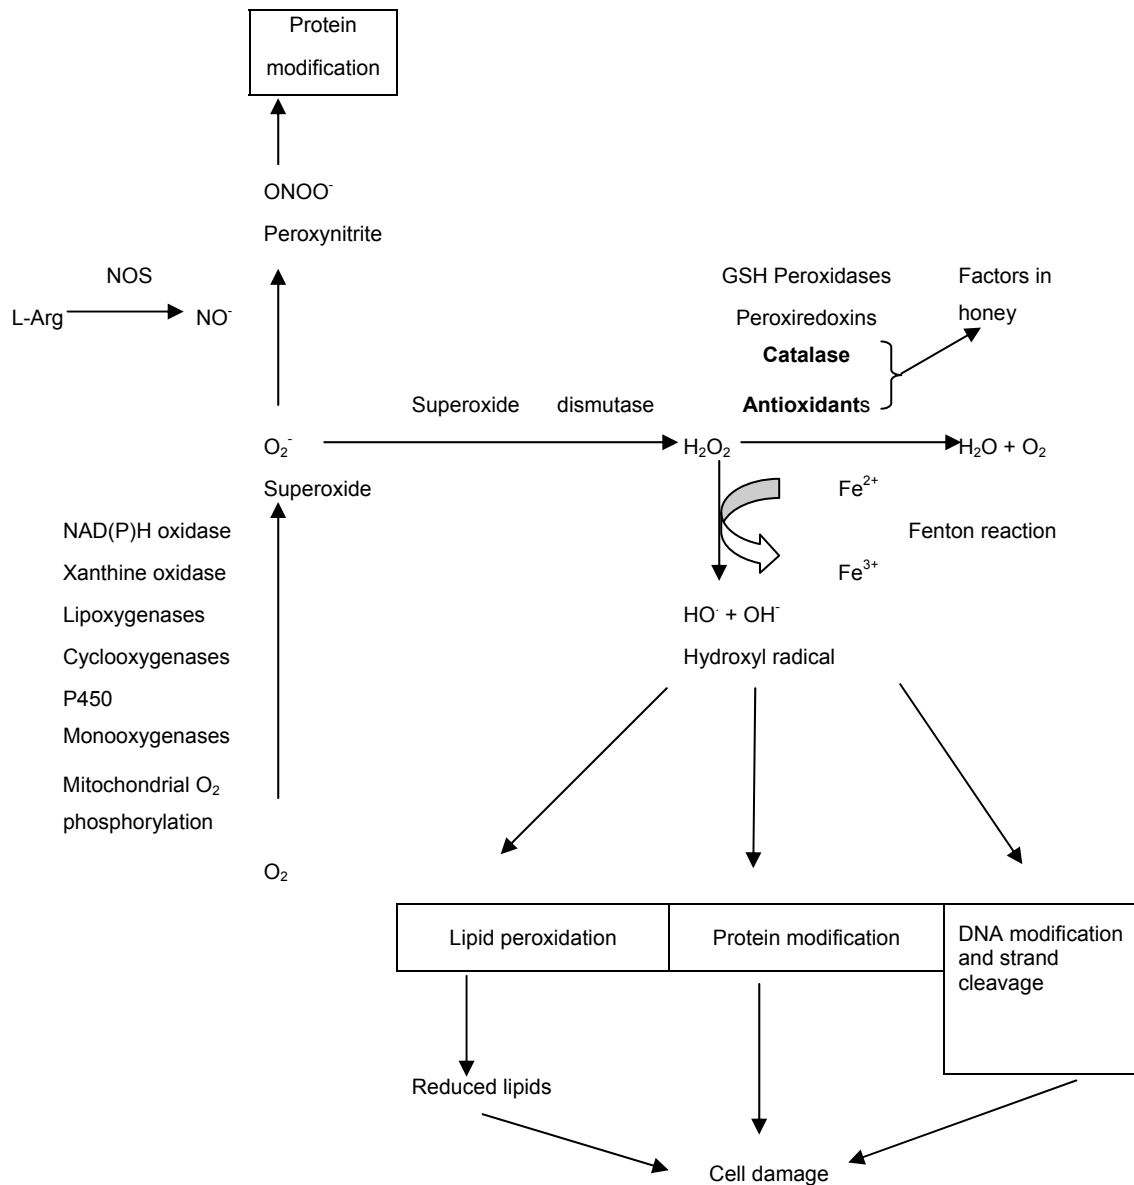 Protein
modification
ONOO⁻
Peroxynitrite
NOS
L-Arg
NO⁻
GSH Peroxidases
Peroxiredoxins
Catalase
Antioxidants
Factors in
honey
Superoxide dismutase
O₂⁻
Superoxide
H₂O₂
H₂O + O₂
Fe²⁺
Fenton reaction
Fe³⁺
NAD(P)H oxidase
Xanthine oxidase
Lipoxygenases
Cyclooxygenases
P450
Monooxygenases
Mitochondrial O₂
phosphorylation
O₂
HO· + OH⁻
Hydroxyl radical
Lipid peroxidation
Protein modification
DNA modification
and strand
cleavage
Reduced lipids
Cell damage